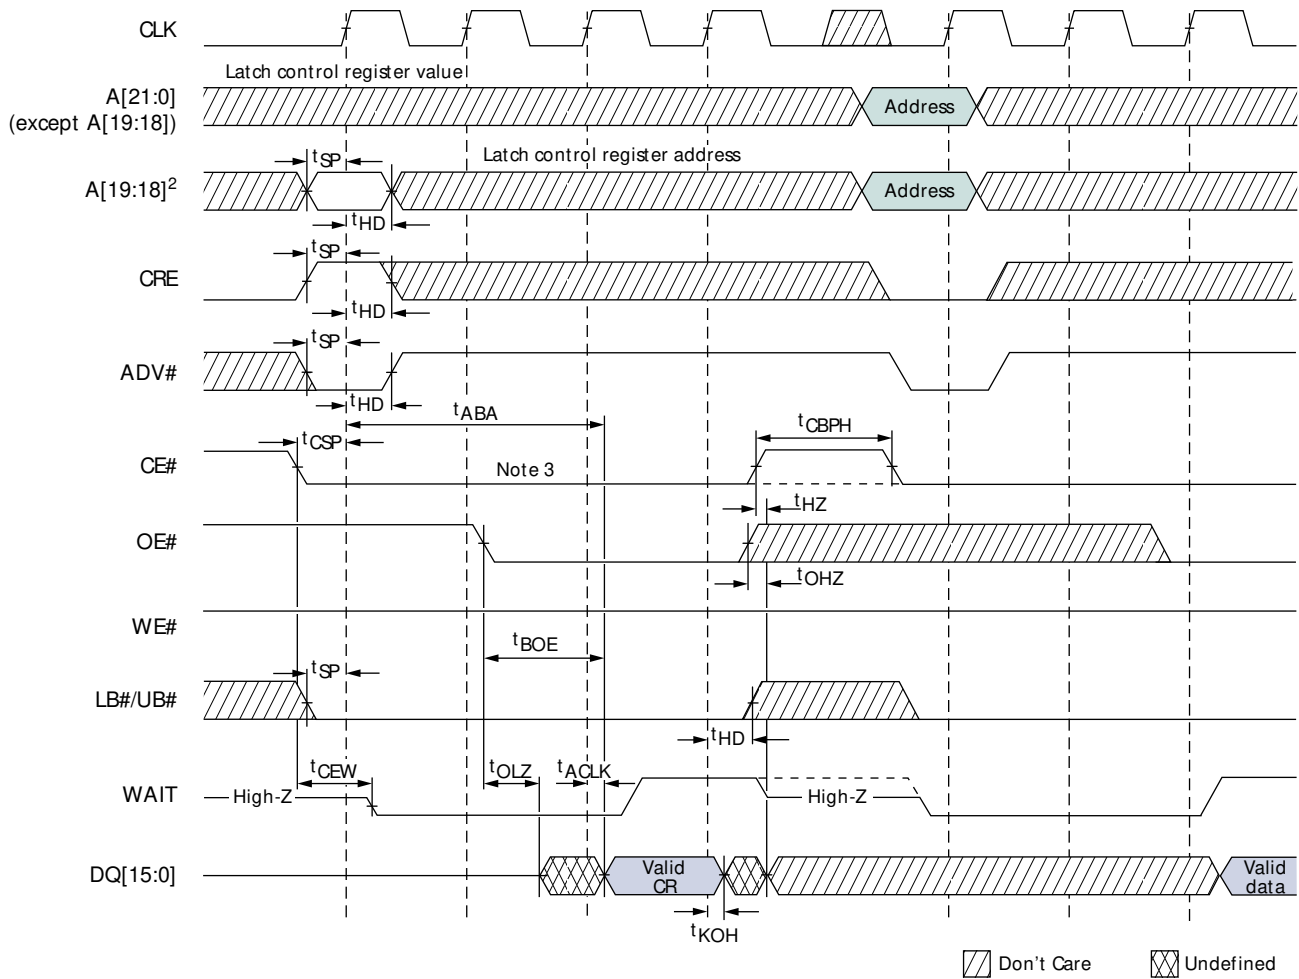 CLK
Latch control register value
A[21:0]
(except A[19:18])
Address
tSP
Latch control register address
A[19:18]2
Address
tHD
tSP
CRE
tHD
tSP
ADV#
tHD
tABA
tCBPH
tCSP
CE#
Note 3
tHZ
OE#
tOHZ
WE#
tBOE
tSP
LB#/UB#
tHD
tCEW
tOLZ
tACLK
WAIT
High-Z
High-Z
DQ[15:0]
Valid
CR
Valid
data
tKOH
Don't Care
Undefined